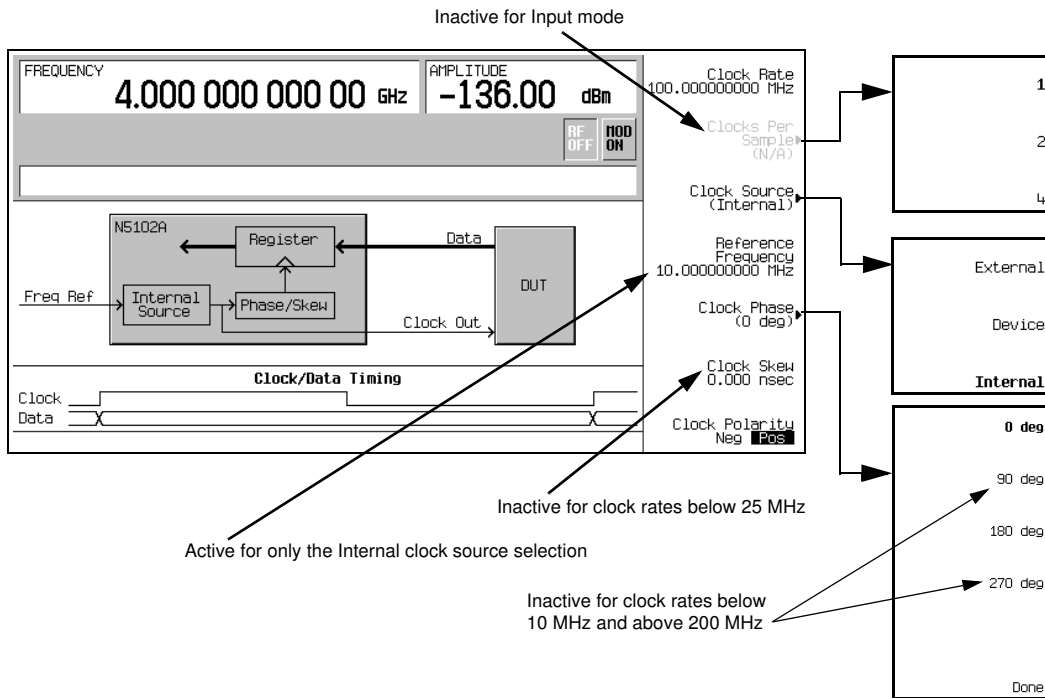 Inactive for Input mode
FREQUENCY
4.000 000 000 00 GHz
AMPLITUDE
-136.00 dBm
RF
OFF
MOD
ON
Clock Rate
100.000000000 MHz
Clocks Per
Sample
(N/A)
Clock Source
(Internal)
Reference
Frequency
10.000000000 MHz
Clock Phase
(0 deg)
Clock Skew
0.000 nsec
Clock Polarity
Neg Pos
N5102A
Register
Data
DUT
Freq Ref
Internal
Source
Phase/Skew
Clock Out
Clock/Data Timing
Clock
Data
1
2
4
External
Device
Internal
0 deg
90 deg
180 deg
270 deg
Done
Inactive for clock rates below 25 MHz
Active for only the Internal clock source selection
Inactive for clock rates below
10 MHz and above 200 MHz